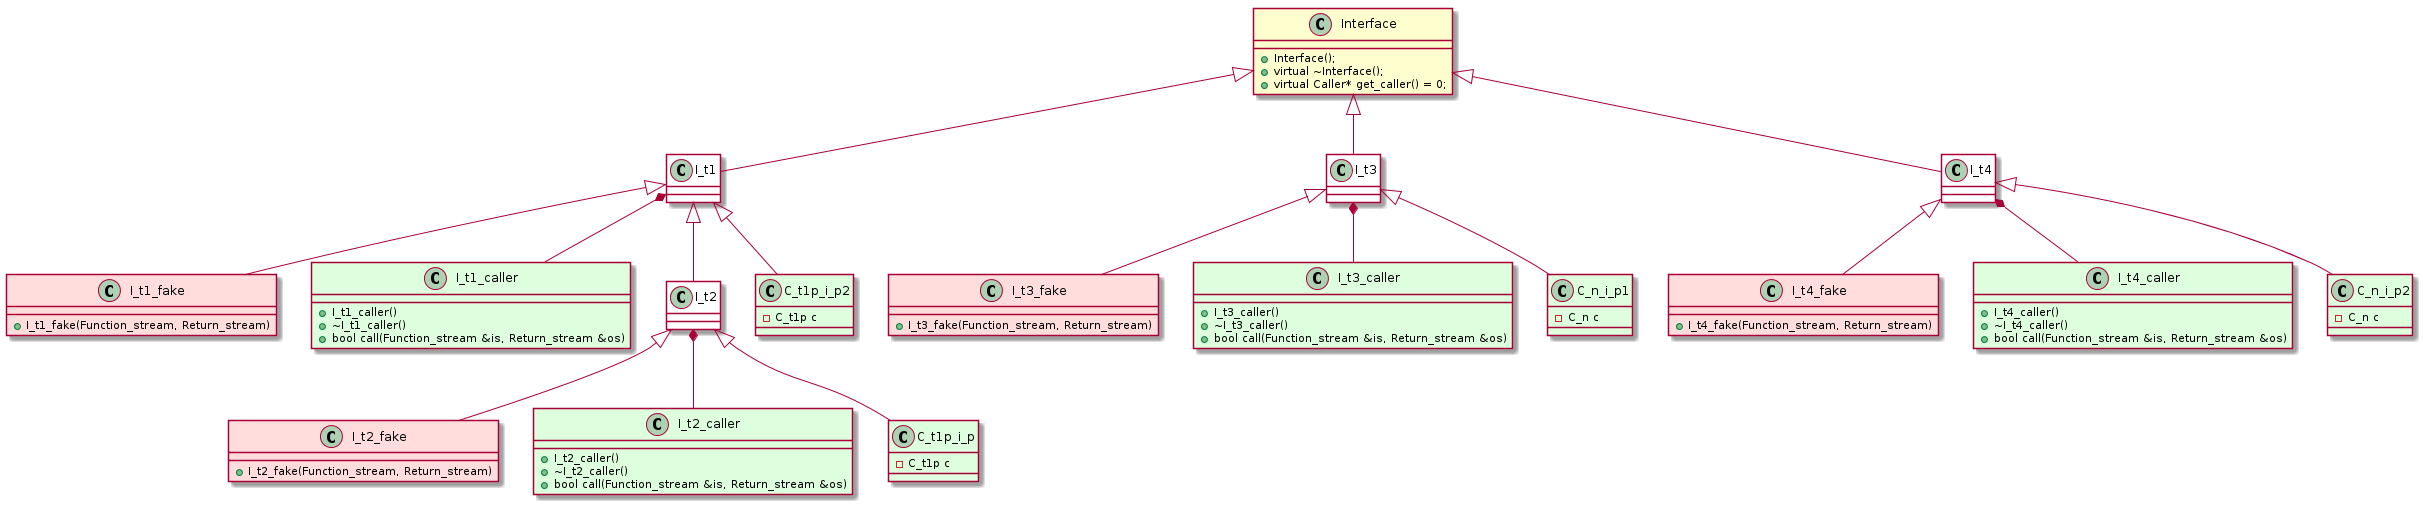 C Interface
Interface();
virtual ~Interface();
virtual Caller* get_caller() = 0;
C I_t1
C I_t3
C I_t4
C I_t1_fake
I_t1_fake(Function_stream, Return_stream)
C I_t1_caller
I_t1_caller()
~I_t1_caller()
bool call(Function_stream &is, Return_stream &os)
C I_t2
C C_t1p_i_p2
C_t1p c
C I_t3_fake
I_t3_fake(Function_stream, Return_stream)
C I_t3_caller
I_t3_caller()
~I_t3_caller()
bool call(Function_stream &is, Return_stream &os)
C C_n_i_p1
C_n c
C I_t4_fake
I_t4_fake(Function_stream, Return_stream)
C I_t4_caller
I_t4_caller()
~I_t4_caller()
bool call(Function_stream &is, Return_stream &os)
C C_n_i_p2
C_n c
C I_t2_fake
I_t2_fake(Function_stream, Return_stream)
C I_t2_caller
I_t2_caller()
~I_t2_caller()
bool call(Function_stream &is, Return_stream &os)
C C_t1p_i_p
C_t1p c